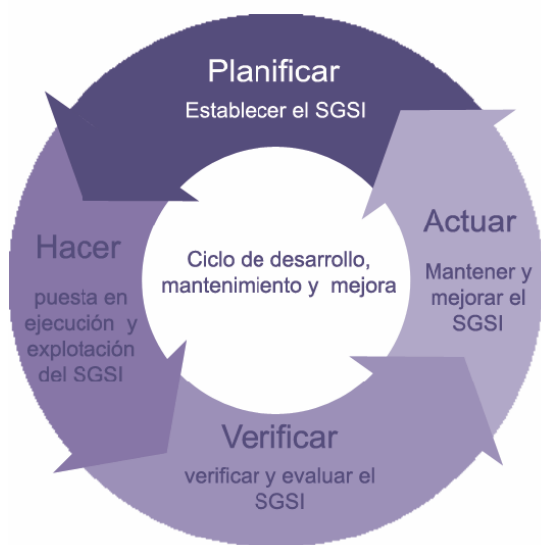 Planificar
Establecer el SGSI
Hacer
puesta en
ejecución y
explotación
del SGSI
Ciclo de desarrollo,
mantenimiento y mejora
Actuar
Mantener y
mejorar el
SGSI
Verificar
verificar y evaluar el
SGSI